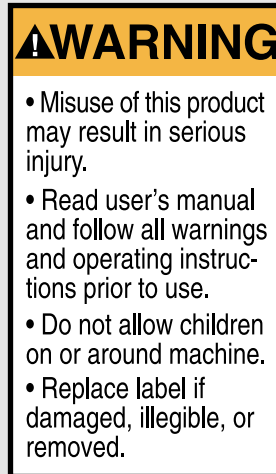 WARNING
• Misuse of this product
may result in serious
injury.
• Read user's manual
and follow all warnings
and operating instruc-
tions prior to use.
• Do not allow children
on or around machine.
• Replace label if
damaged, illegible, or
removed.